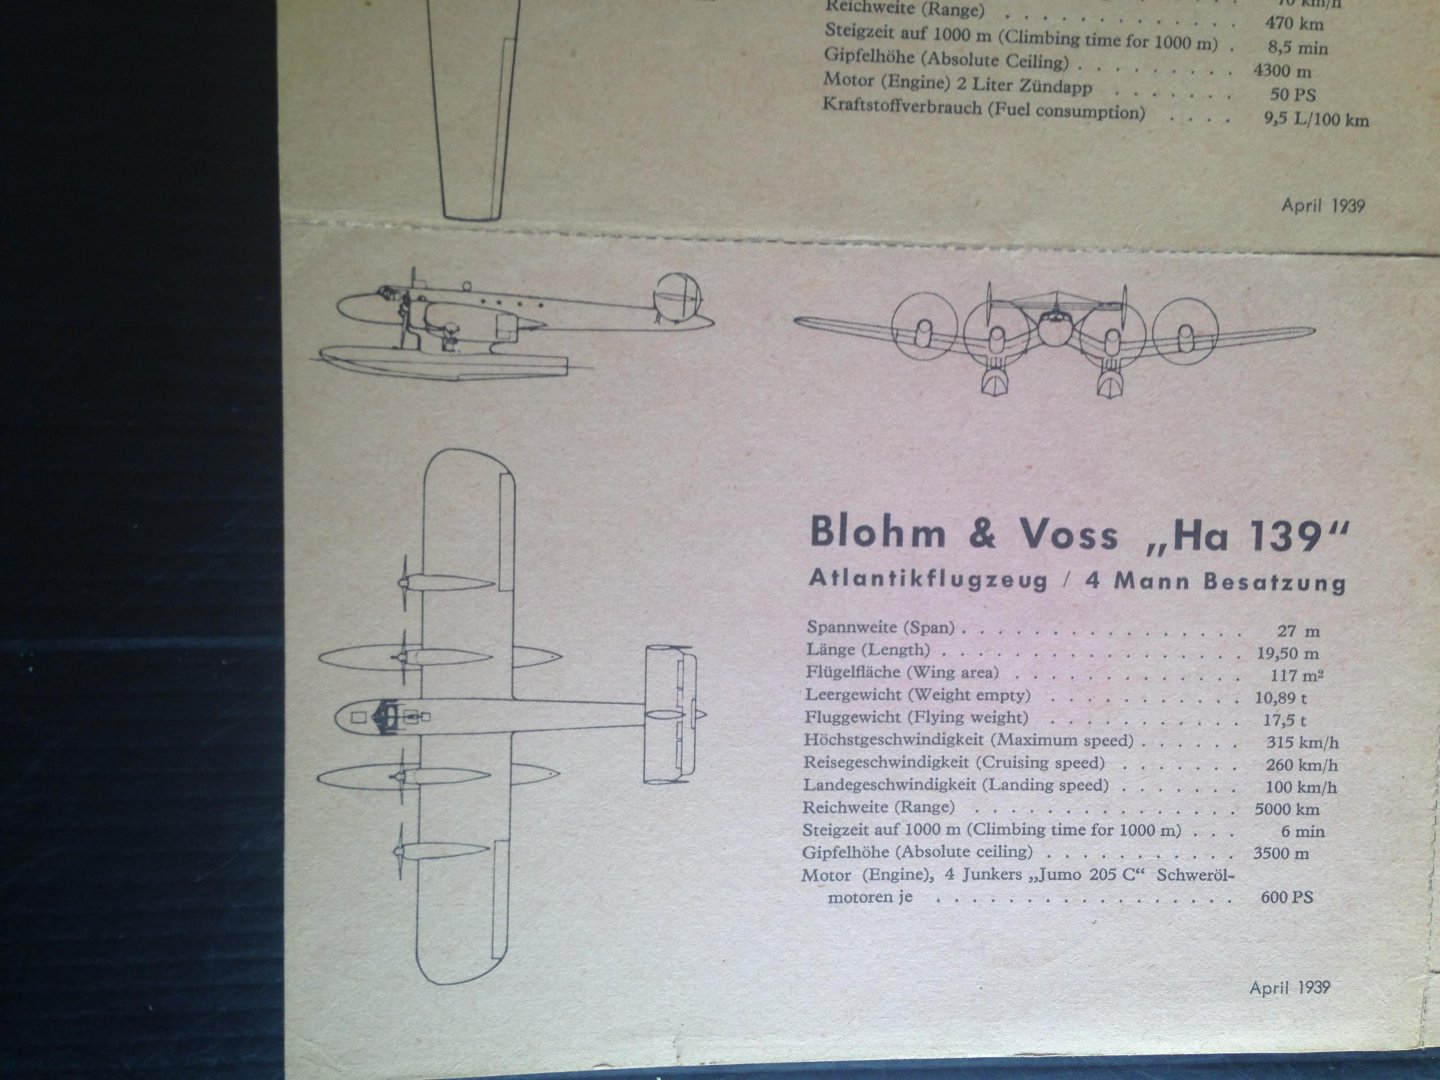 70 km/h
Reichweite (Range) . . . . . . . . . . . . . 470 km
Steigzeit auf 1000 m (Climbing time for 1000 m) . 8,5 min
Gipfelhöhe (Absolute Ceiling) . . . . . . . . . 4300 m
Motor (Engine) 2 Liter Zündapp . . . . . . . 50 PS
Kraftstoffverbrauch (Fuel consumption) . . . . 9,5 L/100 km
April 1939
Blohm & Voss „Ha 139“
Atlantikflugzeug / 4 Mann Besatzung
Spannweite (Span) . . . . . . . . . . . . . . . . 27 m
Länge (Length) . . . . . . . . . . . . . . . . . 19,50 m
Flügelfläche (Wing area) . . . . . . . . . . . . . 117 m²
Leergewicht (Weight empty) . . . . . . . . . . . 10,89 t
Fluggewicht (Flying weight) . . . . . . . . . . . 17,5 t
Höchstgeschwindigkeit (Maximum speed) . . . . . . 315 km/h
Reisegeschwindigkeit (Cruising speed) . . . . . . . 260 km/h
Landegeschwindigkeit (Landing speed) . . . . . . . 100 km/h
Reichweite (Range) . . . . . . . . . . . . . . . 5000 km
Steigzeit auf 1000 m (Climbing time for 1000 m) . . . 6 min
Gipfelhöhe (Absolute ceiling) . . . . . . . . . . . 3500 m
Motor (Engine), 4 Junkers „Jumo 205 C“ Schweröl-
motoren je . . . . . . . . . . . . . . . . . 600 PS
April 1939